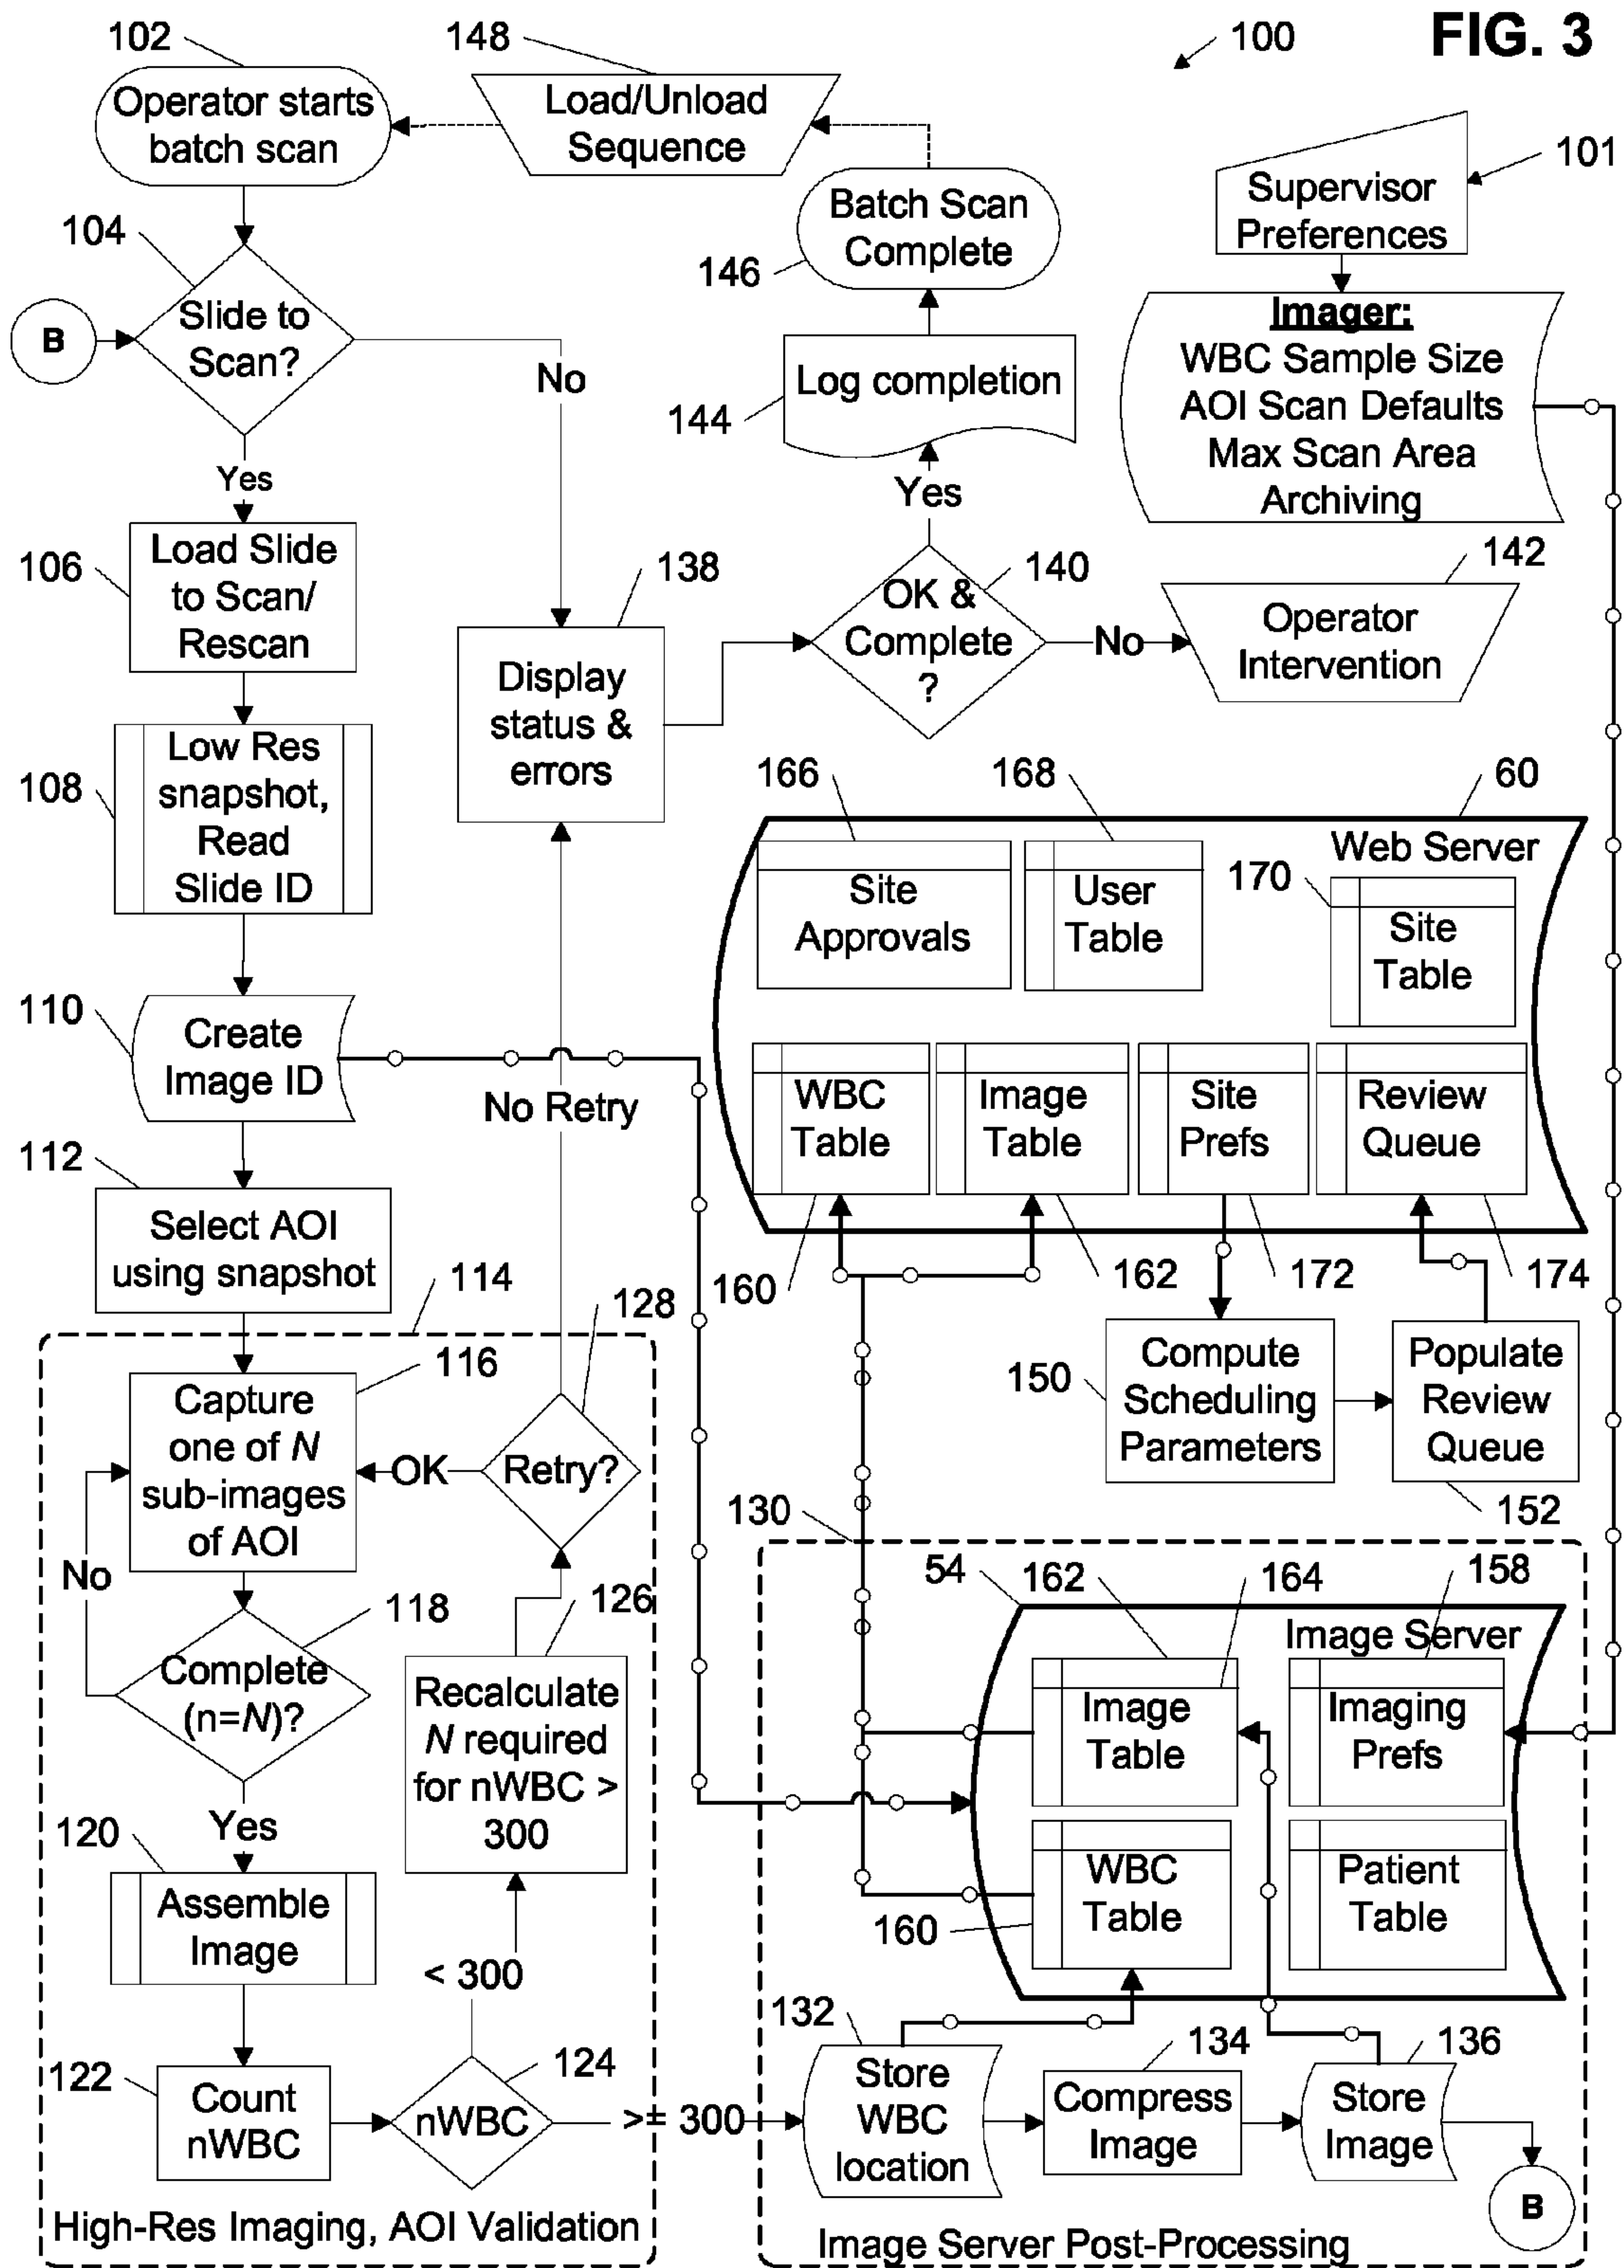 FIG. 3
100
102
Operator starts
batch scan
148
Load/Unload
Sequence
101
Supervisor
Preferences
Batch Scan
Complete
146
104
Slide to
Scan?
B
No
Yes
Log completion
144
Yes
Imager:
WBC Sample Size
AOI Scan Defaults
Max Scan Area
Archiving
106
Load Slide
to Scan/
Rescan
138
Display
status &
errors
140
OK &
Complete
?
No
142
Operator
Intervention
108
Low Res
snapshot,
Read
Slide ID
110
Create
Image ID
No Retry
112
Select AOI
using snapshot
60
Web Server
166
Site
Approvals
168
User
Table
170
Site
Table
WBC
Table
Image
Table
Site
Prefs
Review
Queue
160
162
172
174
150
Compute
Scheduling
Parameters
Populate
Review
Queue
152
114
116
Capture
one of N
sub-images
of AOI
128
Retry?
OK
No
118
Complete
(n=N)?
Yes
126
Recalculate
N required
for nWBC >
300
120
Assemble
Image
< 300
122
Count
nWBC
124
nWBC
>= 300
High-Res Imaging, AOI Validation
130
54
162
164
158
Image Server
Image
Table
Imaging
Prefs
WBC
Table
160
Patient
Table
132
Store
WBC
location
134
Compress
Image
136
Store
Image
B
Image Server Post-Processing